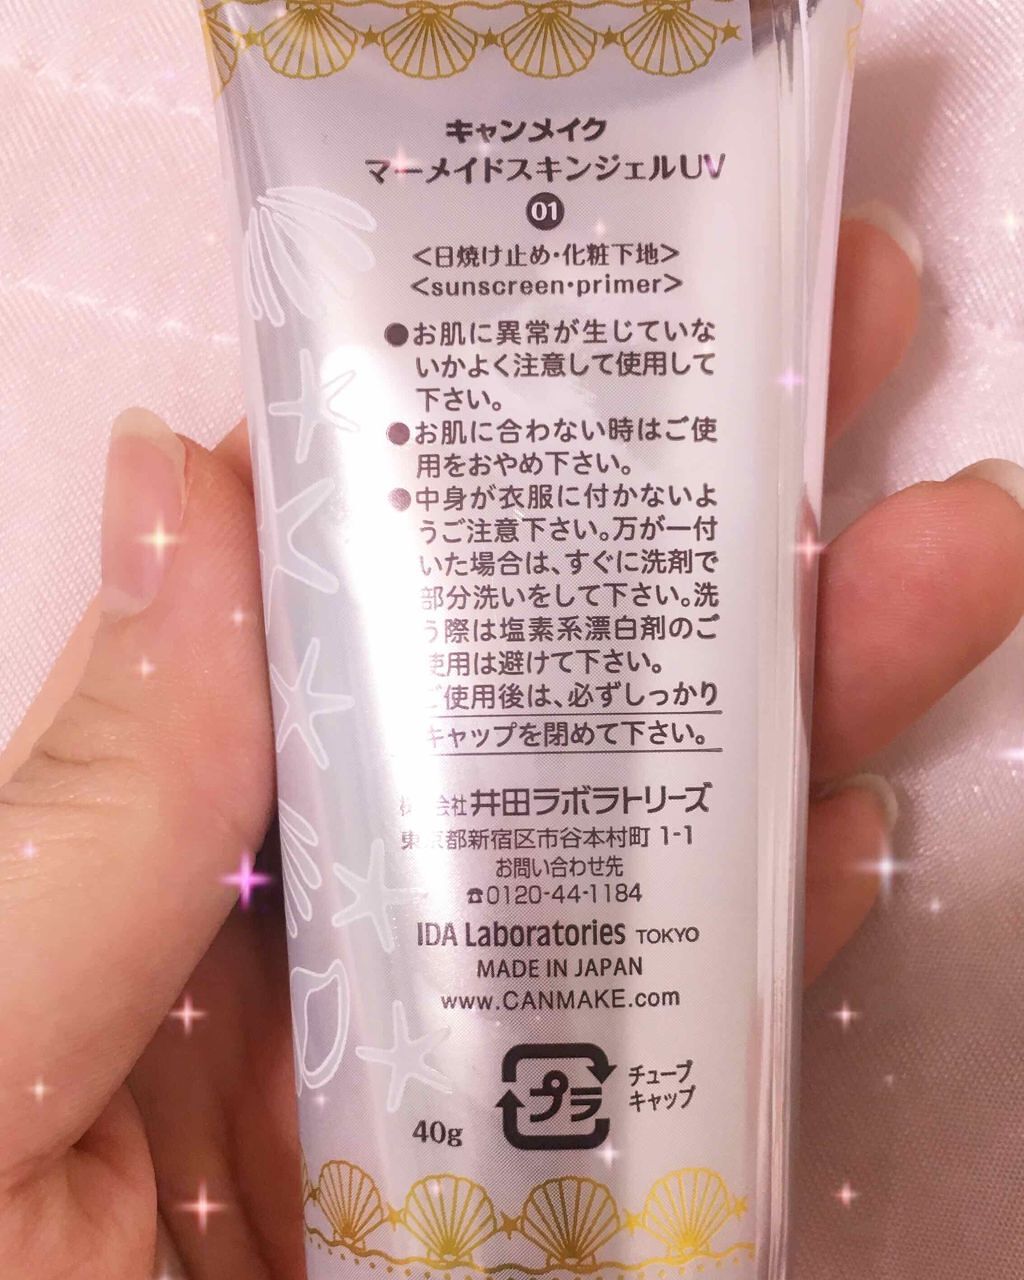 キャンメイク
マーメイドスキンジェルUV
01
<日焼け止め・化粧下地>
<sunscreen・primer>
●お肌に異常が生じていな
いかよく注意して使用して
下さい。
●お肌に合わない時はご使
用をおやめ下さい。
●中身が衣服に付かないよ
うご注意下さい。万が一付
いた場合は、すぐに洗剤で
部分洗いをして下さい。洗
う際は塩素系漂白剤のご
使用は避けて下さい。
ご使用後は、必ずしっかり
キャップを閉めて下さい。
株式会社 井田ラボラトリーズ
東京都新宿区市谷本村町 1-1
お問い合わせ先
☎0120-44-1184
IDA Laboratories TOKYO
MADE IN JAPAN
www.CANMAKE.com
プラ
チューブ
キャップ
40g